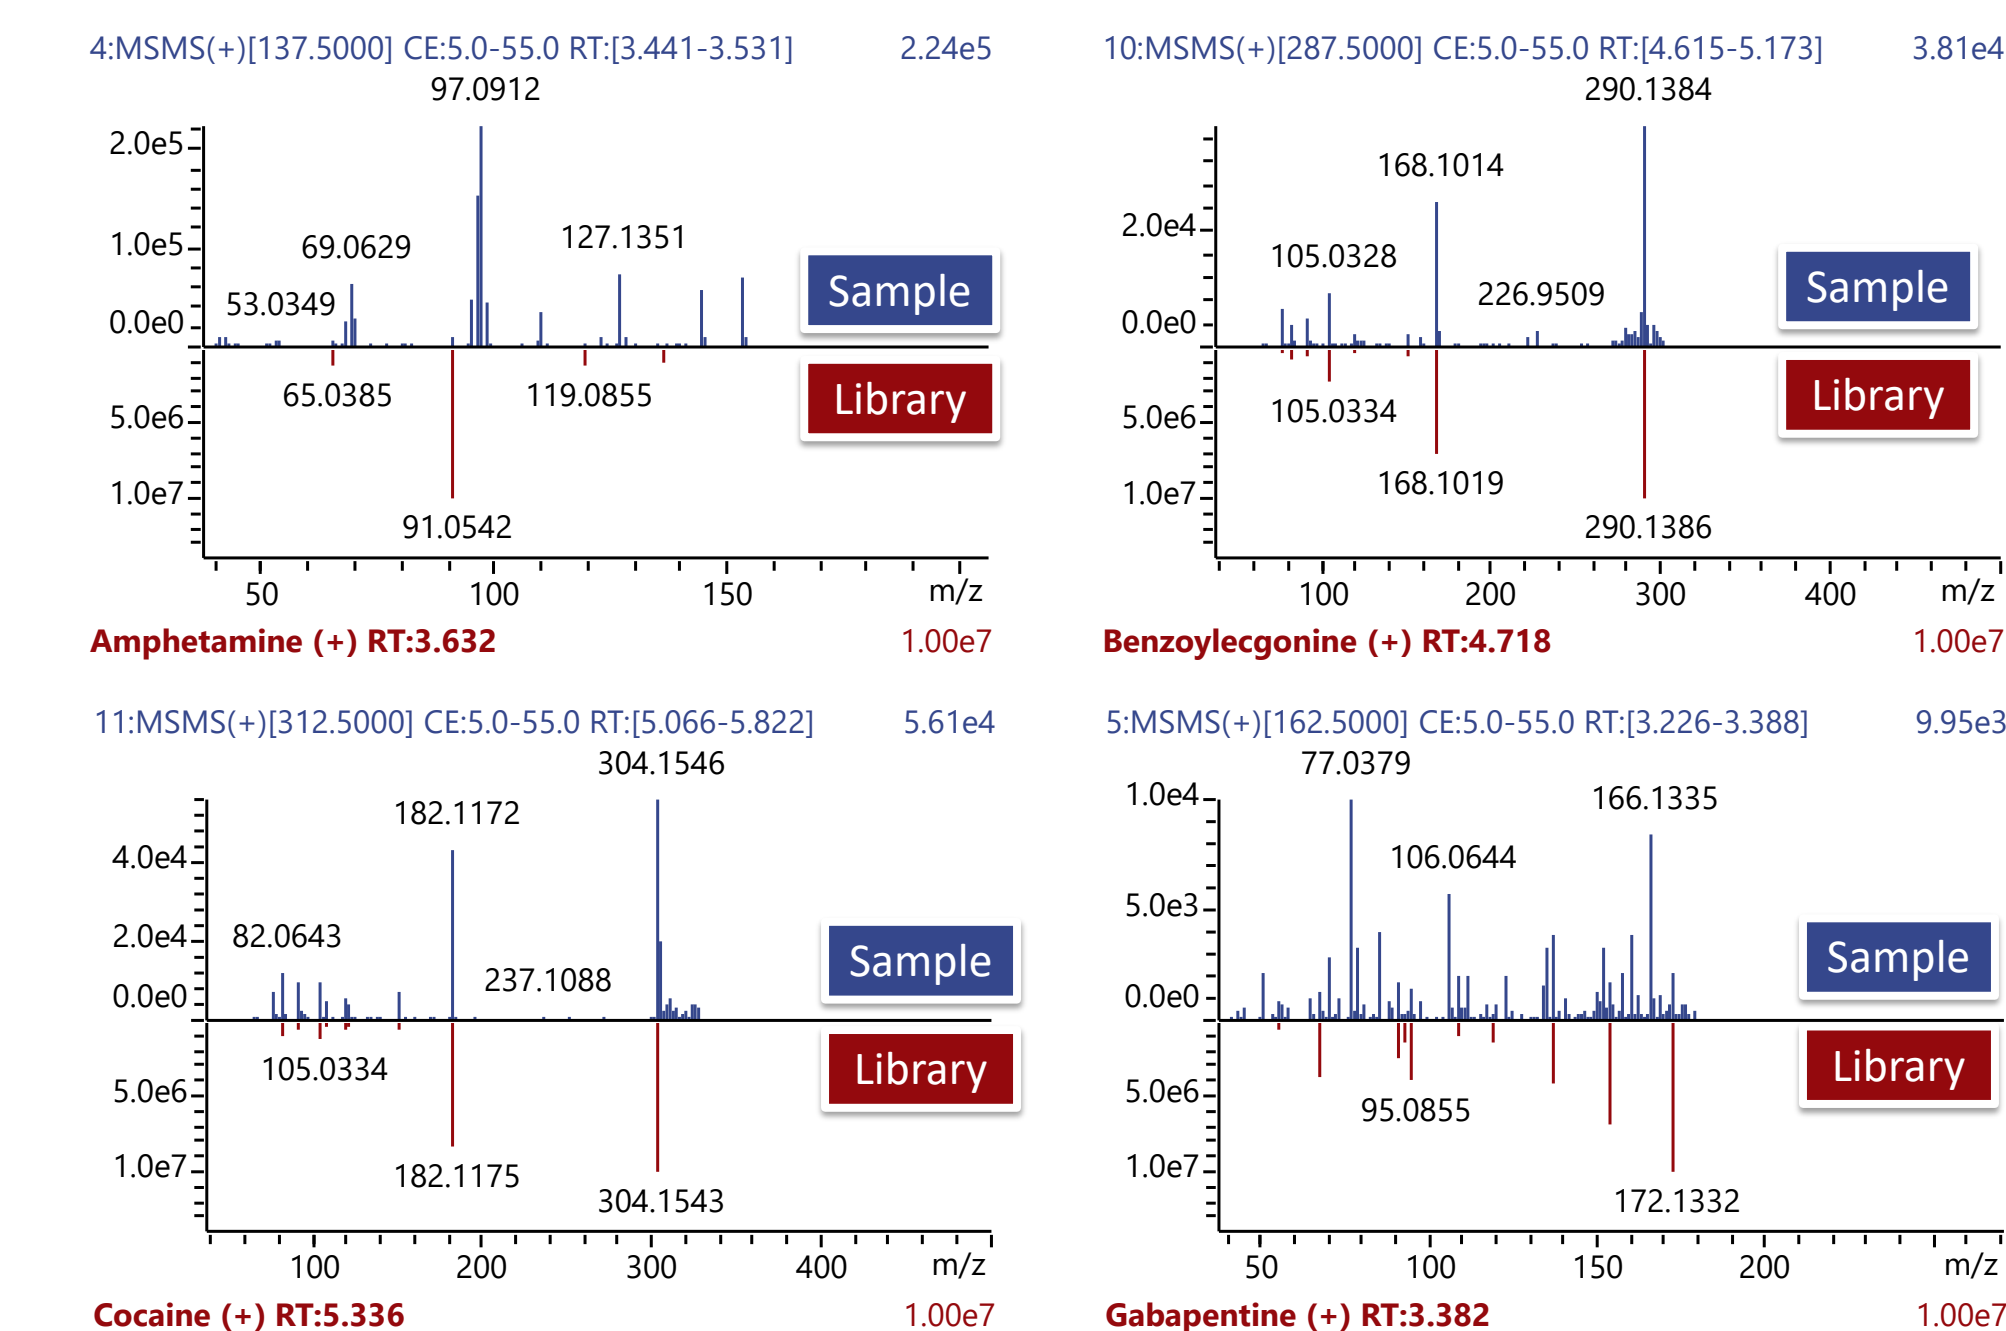 4:MSMS(+)[137.5000] CE:5.0-55.0 RT:[3.441-3.531] 2.24e5
97.0912
2.0e5
1.0e5
0.0e0
69.0629
127.1351
53.0349
Sample
65.0385
119.0855
Library
5.0e6
1.0e7
91.0542
50 100 150 m/z
Amphetamine (+) RT:3.632 1.00e7
10:MSMS(+)[287.5000] CE:5.0-55.0 RT:[4.615-5.173] 3.81e4
290.1384
168.1014
2.0e4
105.0328
226.9509
0.0e0
Sample
105.0334
Library
5.0e6
168.1019
1.0e7
290.1386
100 200 300 400 m/z
Benzoylecgonine (+) RT:4.718 1.00e7
11:MSMS(+)[312.5000] CE:5.0-55.0 RT:[5.066-5.822] 5.61e4
304.1546
182.1172
4.0e4
2.0e4
82.0643
237.1088
0.0e0
Sample
105.0334
Library
5.0e6
1.0e7
182.1175
304.1543
100 200 300 400 m/z
Cocaine (+) RT:5.336 1.00e7
5:MSMS(+)[162.5000] CE:5.0-55.0 RT:[3.226-3.388] 9.95e3
77.0379
1.0e4
166.1335
106.0644
5.0e3
0.0e0
Sample
Library
5.0e6
95.0855
1.0e7
172.1332
50 100 150 200 m/z
Gabapentine (+) RT:3.382 1.00e7